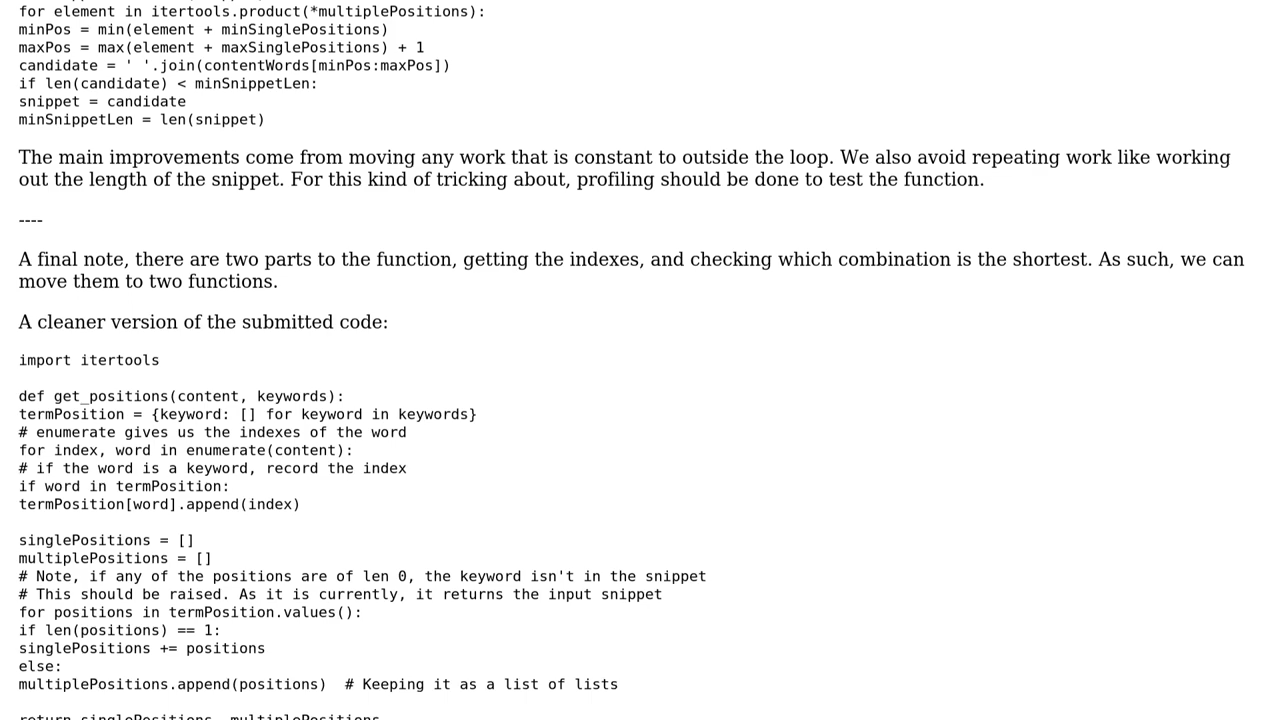 for element in itertools.product(*multiplePositions):
minPos = min(element + minSinglePositions)
maxPos = max(element + maxSinglePositions) + 1
candidate = ' '.join(contentWords[minPos:maxPos])
if len(candidate) < minSnippetLen:
snippet = candidate
minSnippetLen = len(snippet)
The main improvements come from moving any work that is constant to outside the loop. We also avoid repeating work like working
out the length of the snippet. For this kind of tricking about, profiling should be done to test the function.
----
A final note, there are two parts to the function, getting the indexes, and checking which combination is the shortest. As such, we can
move them to two functions.
A cleaner version of the submitted code:
import itertools
def get_positions(content, keywords):
termPosition = {keyword: [] for keyword in keywords}
# enumerate gives us the indexes of the word
for index, word in enumerate(content):
# if the word is a keyword, record the index
if word in termPosition:
termPosition[word].append(index)
singlePositions = []
multiplePositions = []
# Note, if any of the positions are of len 0, the keyword isn't in the snippet
# This should be raised. As it is currently, it returns the input snippet
for positions in termPosition.values():
if len(positions) == 1:
singlePositions += positions
else:
multiplePositions.append(positions)  # Keeping it as a list of lists
return singlePositions, multiplePositions